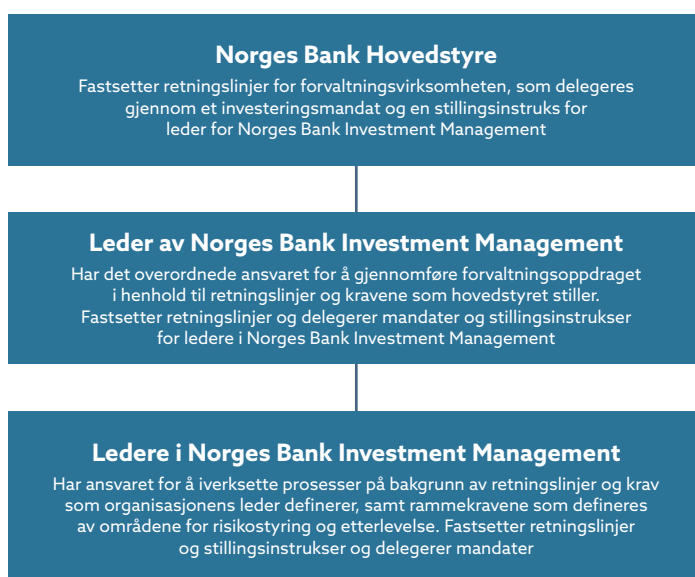 Norges Bank Hovedstyre
Fastsetter retningslinjer for forvaltningsvirksomheten, som delegeres
gjennom et investeringsmandat og en stillingsinstruks for
leder for Norges Bank Investment Management
Leder av Norges Bank Investment Management
Har det overordnede ansvaret for å gjennomføre forvaltningsoppdraget
i henhold til retningslinjer og kravene som hovedstyret stiller.
Fastsetter retningslinjer og delegerer mandater og stillingsinstrukser
for ledere i Norges Bank Investment Management
Ledere i Norges Bank Investment Management
Har ansvaret for å iverksette prosesser på bakgrunn av retningslinjer og krav
som organisasjonens leder definerer, samt rammekravene som defineres
av områdene for risikostyring og etterlevelse. Fastsetter retningslinjer
og stillingsinstrukser og delegerer mandater